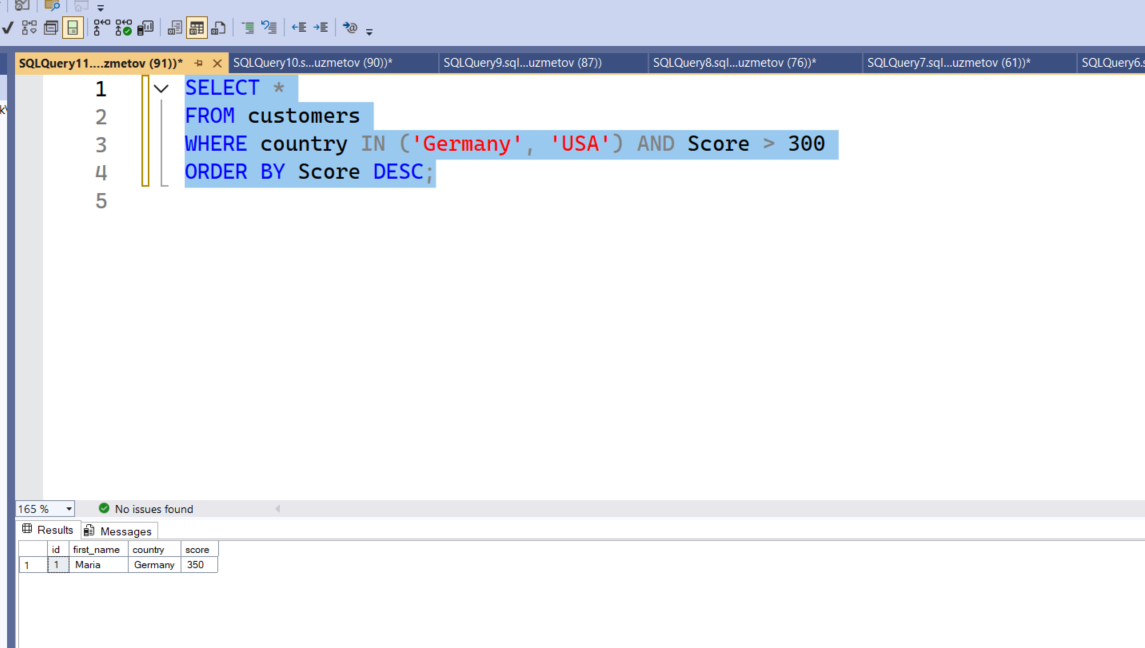 SQLQuery11....zmetov (91))* SQLQuery10.s...uzmetov (90))* SQLQuery9.sql...uzmetov (87)) SQLQuery8.sql...uzmetov (76))* SQLQuery7.sql...uzmetov (61))* SQLQuery6.s
1 SELECT *
2 FROM customers
3 WHERE country IN ('Germany', 'USA') AND Score > 300
4 ORDER BY Score DESC;
5
165 % No issues found
Results Messages
id first_name country score
1 1 Maria Germany 350